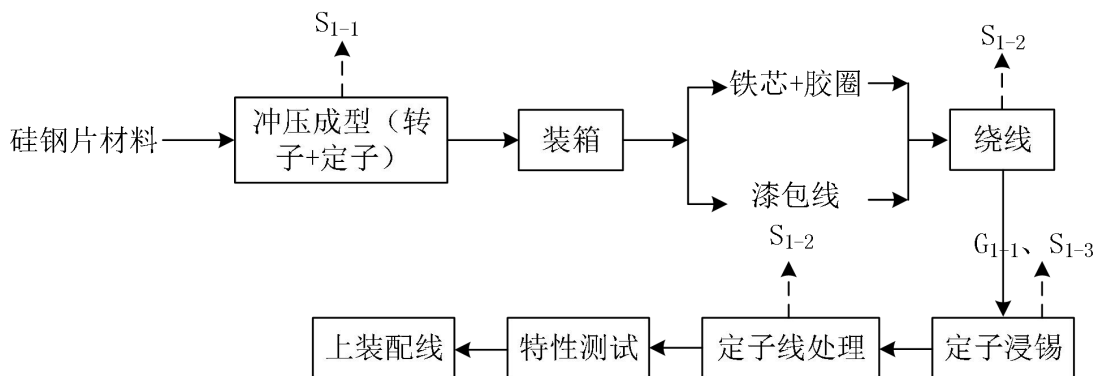 S1-1
S1-2
硅钢片材料
冲压成型（转
子+定子）
装箱
铁芯+胶圈
漆包线
绕线
S1-2
G1-1、S1-3
上装配线
特性测试
定子线处理
定子浸锡